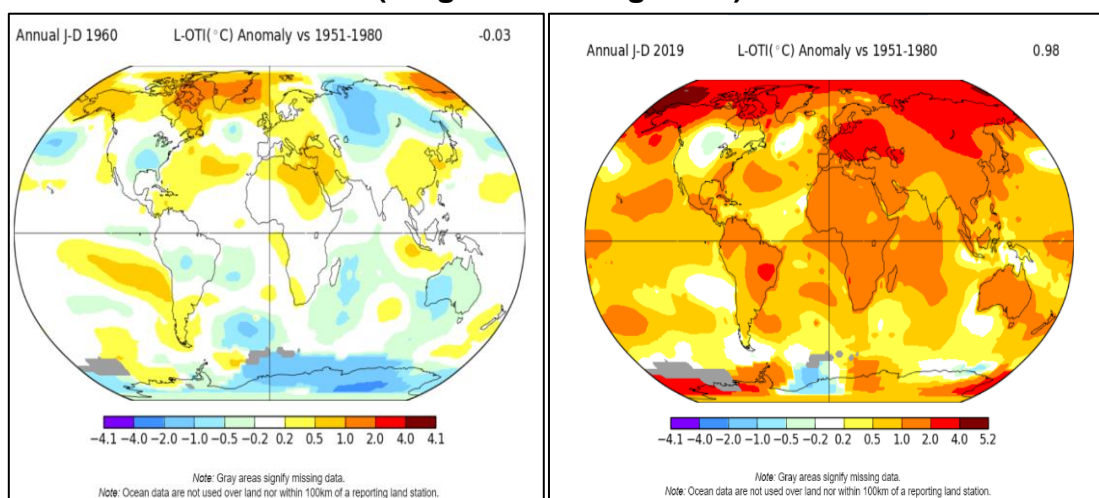 Annual J-D 1960 L-OTI(°C) Anomaly vs 1951-1980 -0.03
−4.1 −4.0 −2.0 −1.0 −0.5 −0.2 0.2 0.5 1.0 2.0 4.0 4.1
Note: Gray areas signify missing data.
Note: Ocean data are not used over land nor within 100km of a reporting land station.
Annual J-D 2019 L-OTI(°C) Anomaly vs 1951-1980 0.98
−4.1 −4.0 −2.0 −1.0 −0.5 −0.2 0.2 0.5 1.0 2.0 4.0 5.2
Note: Gray areas signify missing data.
Note: Ocean data are not used over land nor within 100km of a reporting land station.